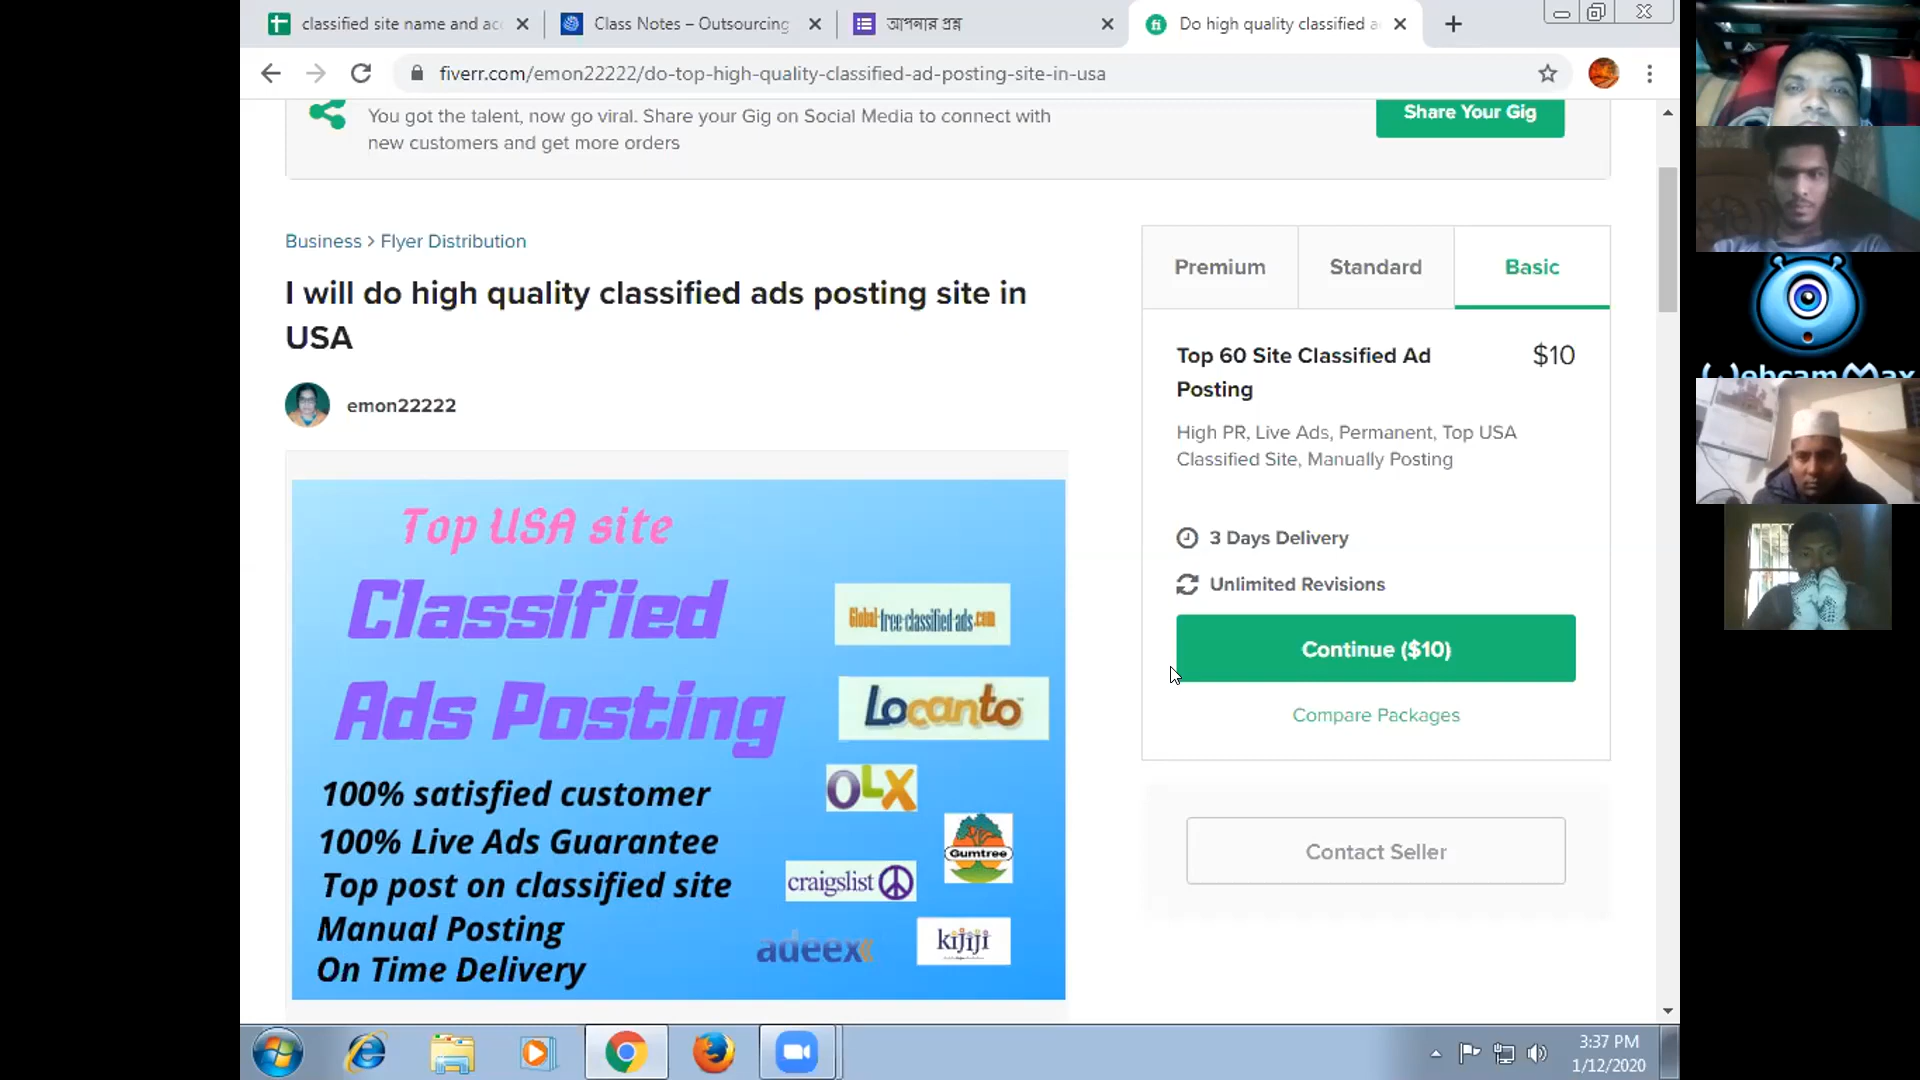 classified site name and acc
Class Notes – Outsourcing
আপনার প্রশ্ন
Do high quality classified a
fiverr.com/emon22222/do-top-high-quality-classified-ad-posting-site-in-usa
You got the talent, now go viral. Share your Gig on Social Media to connect with
new customers and get more orders
Share Your Gig
Business > Flyer Distribution
I will do high quality classified ads posting site in
USA
emon22222
Top USA site
Classified
Ads Posting
100% satisfied customer
100% Live Ads Guarantee
Top post on classified site
Manual Posting
On Time Delivery
Global-free-classified-ads.com
Locanto
OLX
Gumtree
craigslist
adeex
kijiji
Premium
Standard
Basic
Top 60 Site Classified Ad
Posting
$10
High PR, Live Ads, Permanent, Top USA
Classified Site, Manually Posting
3 Days Delivery
Unlimited Revisions
Continue ($10)
Compare Packages
Contact Seller
WebcamMax
3:37 PM
1/12/2020